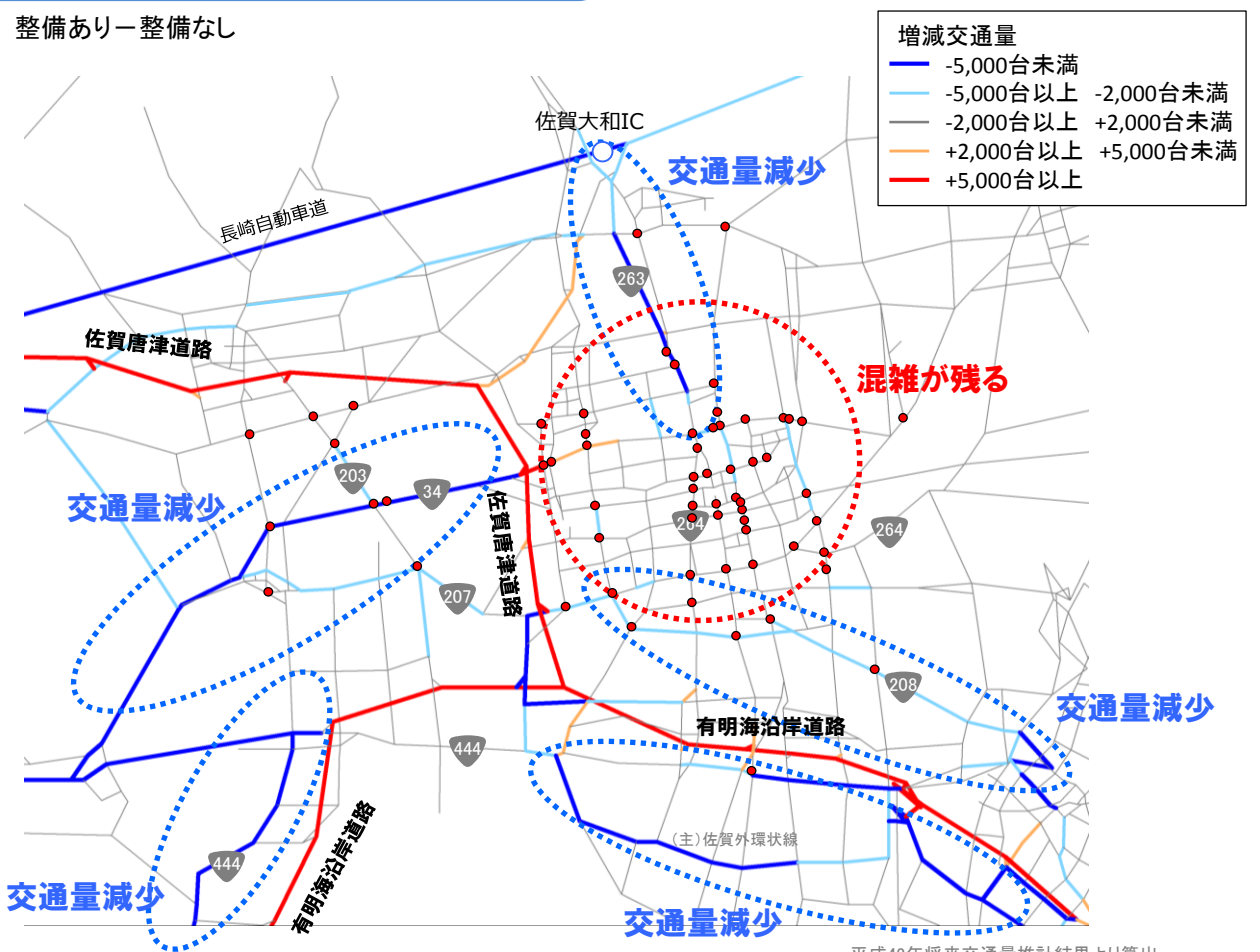 整備あり－整備なし
増減交通量
-5,000台未満
-5,000台以上 -2,000台未満
-2,000台以上 +2,000台未満
+2,000台以上 +5,000台未満
+5,000台以上
佐賀大和IC
交通量減少
長崎自動車道
263
佐賀唐津道路
混雑が残る
203
34
交通量減少
佐賀唐津道路
264
264
207
208
交通量減少
有明海沿岸道路
444
(主)佐賀外環状線
444
有明海沿岸道路
交通量減少
交通量減少